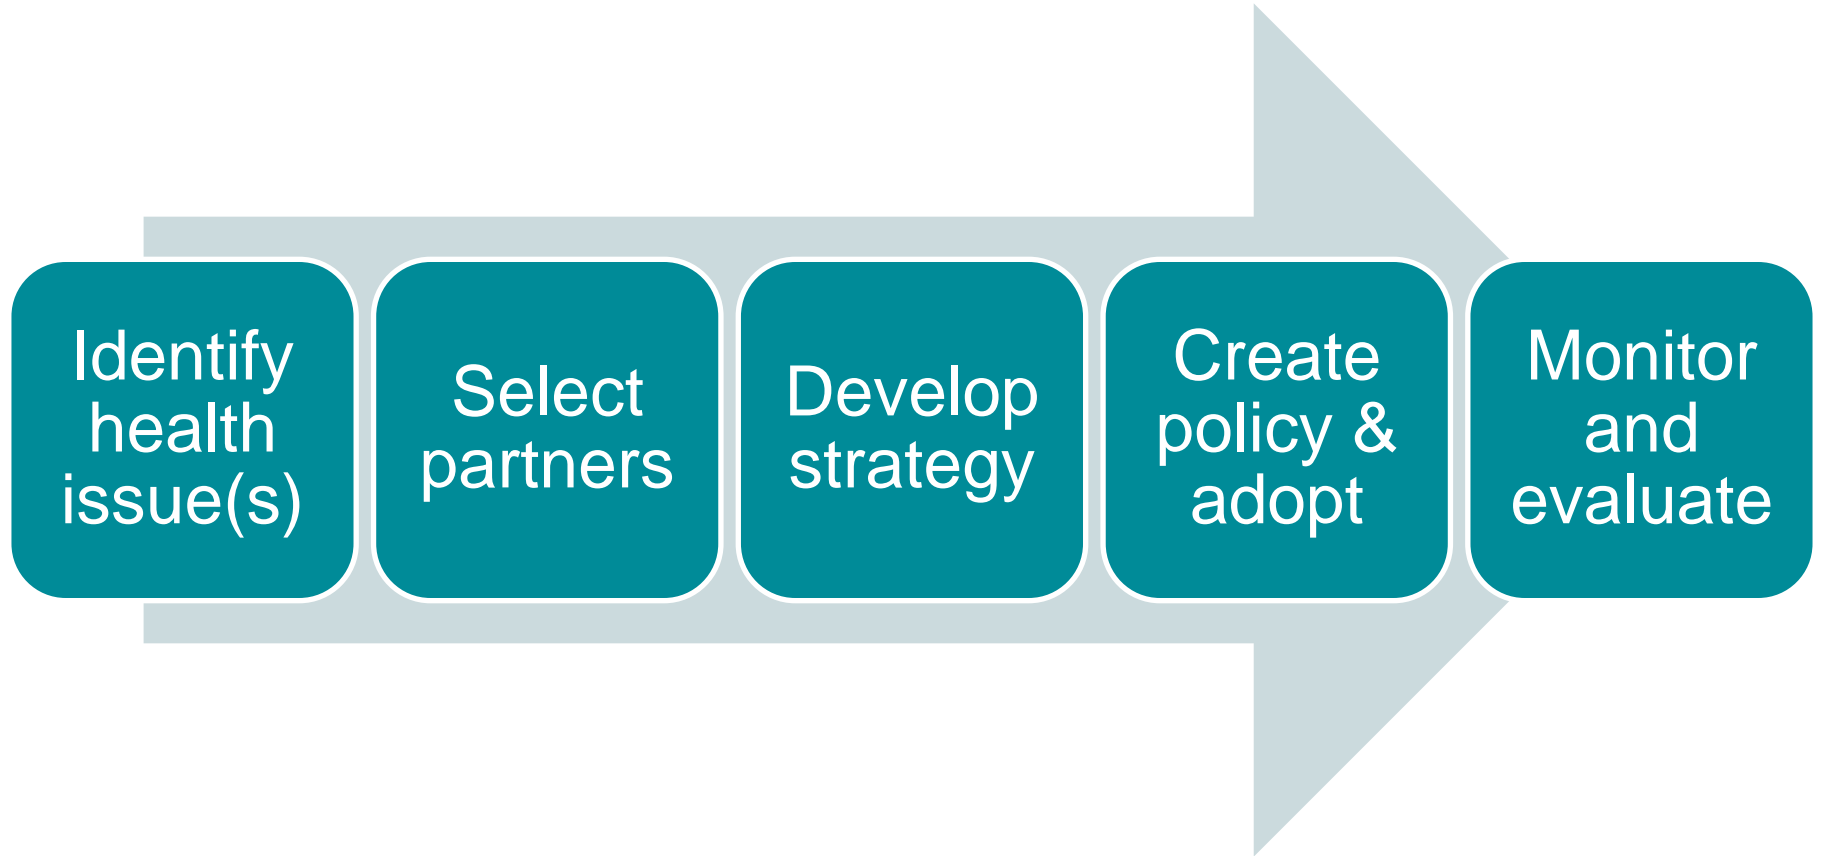 Identify
health
issue(s)
Select
partners
Develop
strategy
Create
policy &
adopt
Monitor
and
evaluate